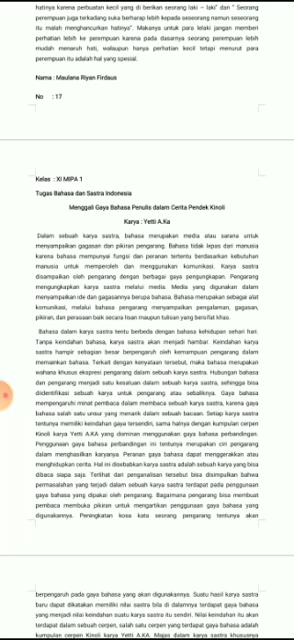 hatinya karena perbuatan kecil yang di berikan seorang laki – laki" dan " Seorang
perempuan juga terkadang suka berharap lebih kepada seseorang namun seseorang
itu malah menghancurkan hatinya". Makanya untuk para lelaki jangan memberi
perhatian lebih ke perempuan karena pada dasarnya seorang perempuan lebih
mudah menaruh hati, walaupun hanya perhatian kecil tetapi menurut para
perempuan itu adalah hal yang spesial.
Nama : Maulana Riyan Firdaus
No : 17
Kelas : XI MIPA 1
Tugas Bahasa dan Sastra Indonesia
Menggali Gaya Bahasa Penulis dalam Cerita Pendek Kinoli
Karya : Yetti A.Ka
Dalam sebuah karya sastra, bahasa merupakan media atau sarana untuk
menyampaikan gagasan dan pikiran pengarang. Bahasa tidak lepas dari manusia
karena bahasa mempunyai fungsi dan peranan tertentu berdasarkan kebutuhan
manusia untuk memperoleh dan menggunakan komunikasi. Karya sastra
disampaikan oleh pengarang dengan berbagai gaya pengungkapan. Pengarang
mengungkapkan karya sastra melalui media. Media yang digunakan dalam
menyampaikan ide dan gagasannya berupa bahasa. Bahasa merupakan sebagai alat
komunikasi, melalui bahasa pengarang menyampaikan pengalaman, gagasan,
pikiran, dan perasaan baik secara lisan maupun tulisan yang bersifat khas.
Bahasa dalam karya sastra tentu berbeda dengan bahasa kehidupan sehari hari.
Tanpa keindahan bahasa, karya sastra akan menjadi hambar. Keindahan karya
sastra hampir sebagian besar berpengaruh oleh kemampuan pengarang dalam
memainkan bahasa. Terkait dengan kenyataan tersebut, maka bahasa merupakan
wahana khusus ekspresi pengarang dalam sebuah karya sastra. Hubungan bahasa
dan pengarang menjadi satu kesatuan dalam sebuah karya sastra, sehingga bisa
diidentifikasi sebuah karya untuk pengarang atau sebaliknya. Gaya bahasa
mempengaruhi minat pembaca dalam membaca sebuah karya sastra, karena gaya
bahasa salah satu unsur yang menarik dalam sebuah bacaan. Setiap karya sastra
tentunya memiliki keindahan gaya tersendiri, sama halnya dengan kumpulan cerpen
Kinoli karya Yetti A.KA yang dominan menggunakan gaya bahasa perbandingan.
Penggunaan gaya bahasa perbandingan ini tentunya merupakan ciri pengarang
dalam menghasilkan karyanya. Peranan gaya bahasa dapat menggerakkan atau
menghidupkan cerita. Hal ini disebabkan karya sastra adalah sebuah karya yang bisa
dibaca siapa saja. Terlihat dari penganalisan tersebut bisa disimpulkan bahwa
permasalahan yang terjadi dalam sebuah karya sastra terdapat pada penggunaan
gaya bahasa yang dipakai oleh pengarang. Bagaimana pengarang bisa membuat
pembaca membuka pikiran untuk mengartikan penggunaan gaya bahasa yang
digunakannya. Peningkatan kosa kata seorang pengarang tentunya akan
berpengaruh pada gaya bahasa yang akan digunakannya. Suatu hasil karya sastra
baru dapat dikatakan memiliki nilai sastra bila di dalamnya terdapat gaya bahasa
yang menjadi nilai keindahan suatu karya sastra itu sendiri. Nilai keindahan itu akan
terdapat dalam sebuah cerpen, salah satu cerpen yang terdapat gaya bahasa adalah
kumpulan cerpen Kinoli karya Yetti A.KA. Majas dalam karya sastra khususnya